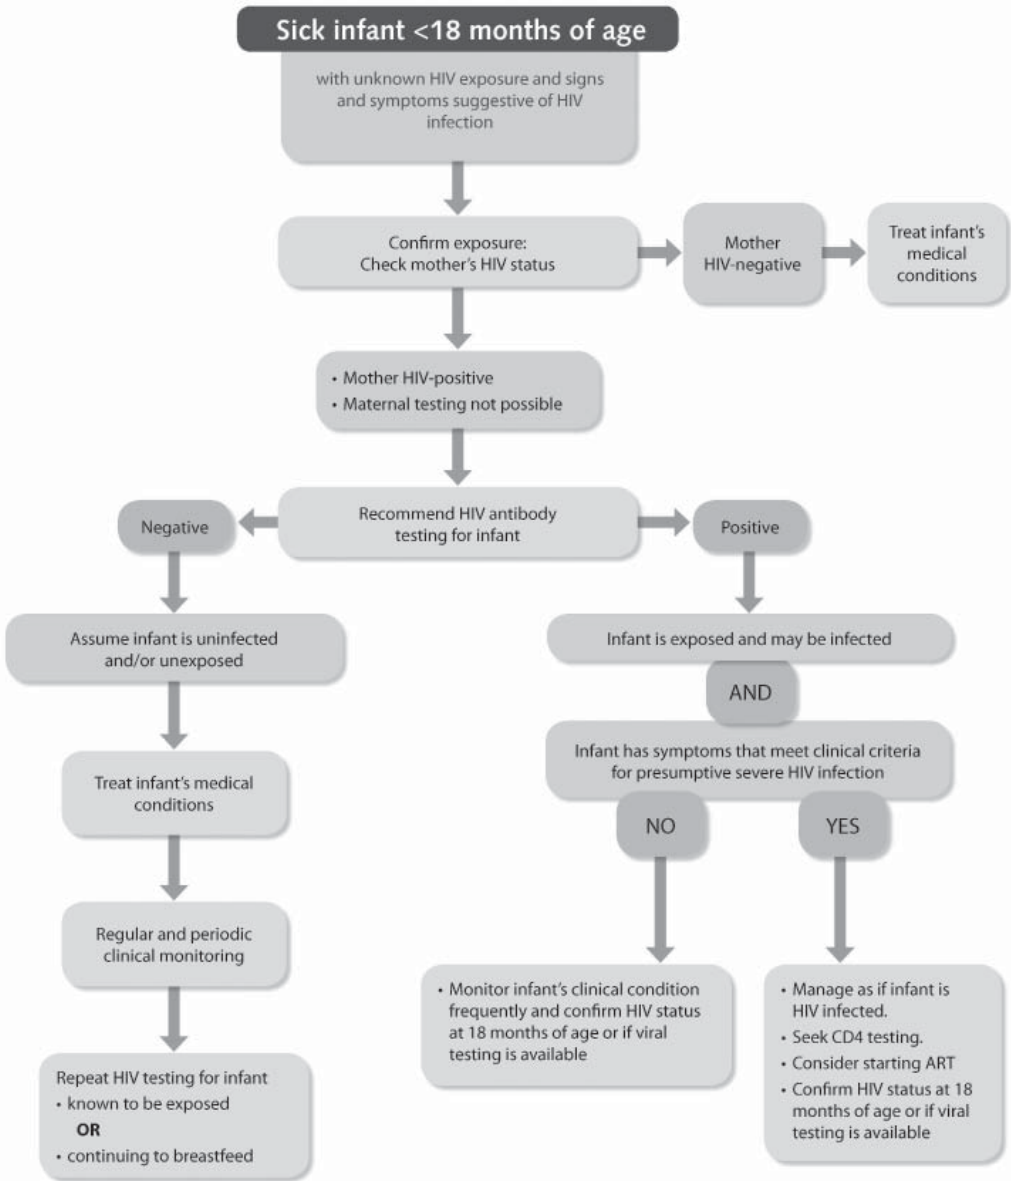 Sick infant <18 months of age
with unknown HIV exposure and signs
and symptoms suggestive of HIV
infection
Confirm exposure:
Check mother's HIV status
Mother
HIV-negative
Treat infant's
medical
conditions
• Mother HIV-positive
• Maternal testing not possible
Recommend HIV antibody
testing for infant
Negative
Positive
Assume infant is uninfected
and/or unexposed
Treat infant's medical
conditions
Regular and periodic
clinical monitoring
Repeat HIV testing for infant
• known to be exposed
OR
• continuing to breastfeed
Infant is exposed and may be infected
AND
Infant has symptoms that meet clinical criteria
for presumptive severe HIV infection
NO
YES
• Monitor infant's clinical condition
frequently and confirm HIV status
at 18 months of age or if viral
testing is available
• Manage as if infant is
HIV infected.
• Seek CD4 testing.
• Consider starting ART
• Confirm HIV status at 18
months of age or if viral
testing is available